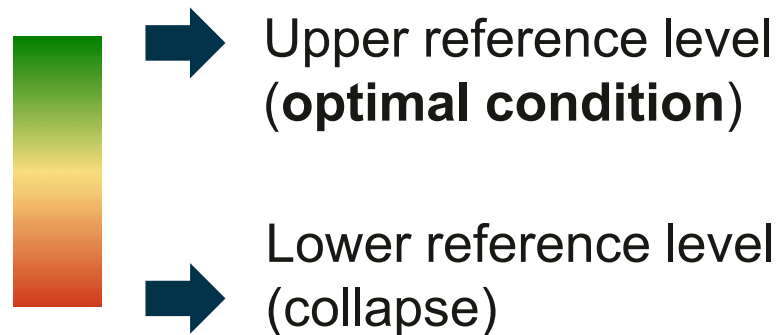 Upper reference level
(optimal condition)
Lower reference level
(collapse)